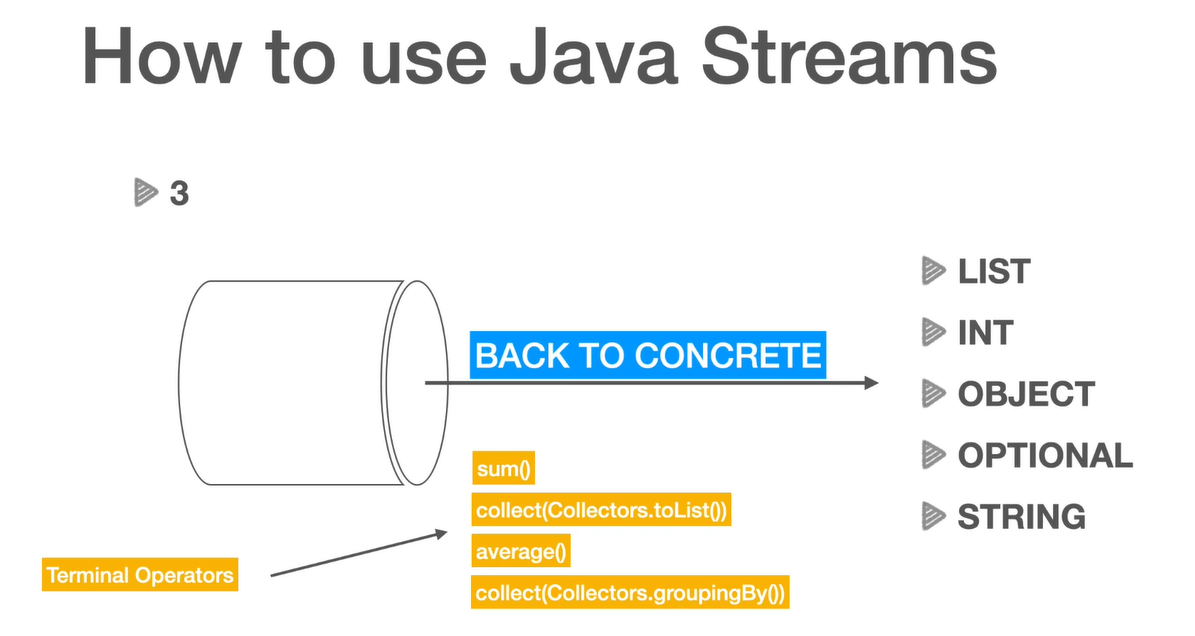 How to use Java Streams
3
BACK TO CONCRETE
sum()
collect(Collectors.toList())
average()
collect(Collectors.groupingBy())
Terminal Operators
LIST
INT
OBJECT
OPTIONAL
STRING